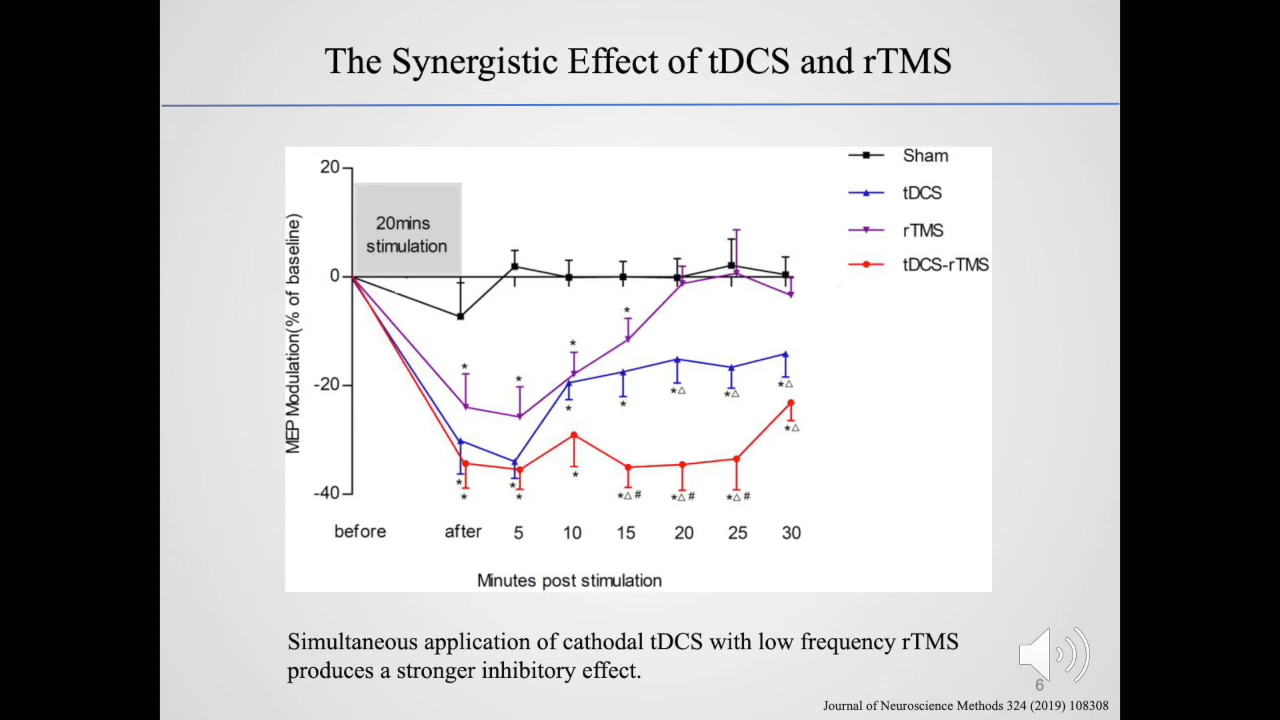 The Synergistic Effect of tDCS and rTMS
Sham
tDCS
rTMS
tDCS-rTMS
20
0
-20
-40
MEP Modulation(% of baseline)
20mins
stimulation
*
*
*
*
*
*
*
*
*△
*△
*△
*
*
*
*△#
*△#
*△#
*△
before after 5 10 15 20 25 30
Minutes post stimulation
Simultaneous application of cathodal tDCS with low frequency rTMS
produces a stronger inhibitory effect.
6
Journal of Neuroscience Methods 324 (2019) 108308